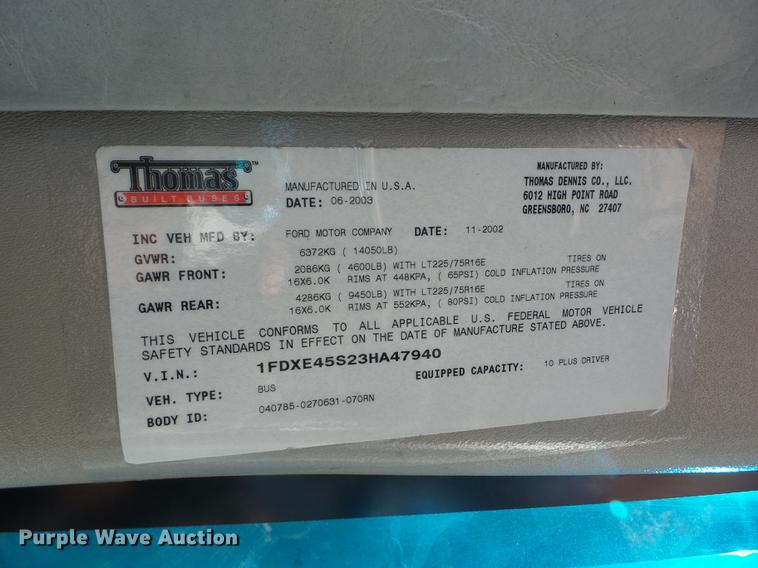 Thomas™
BUILT BUSES
MANUFACTURED IN U.S.A.
DATE: 06-2003
MANUFACTURED BY:
THOMAS DENNIS CO., LLC.
6012 HIGH POINT ROAD
GREENSBORO, NC 27407
INC VEH MFD BY: FORD MOTOR COMPANY DATE: 11-2002
GVWR: 6372KG ( 14050LB)
GAWR FRONT: 2086KG ( 4600LB) WITH LT225/75R16E TIRES ON
16X6.0K RIMS AT 448KPA, ( 65PSI) COLD INFLATION PRESSURE
GAWR REAR: 4286KG ( 9450LB) WITH LT225/75R16E TIRES ON
16X6.0K RIMS AT 552KPA, ( 80PSI) COLD INFLATION PRESSURE
THIS VEHICLE CONFORMS TO ALL APPLICABLE U.S. FEDERAL MOTOR VEHICLE
SAFETY STANDARDS IN EFFECT ON THE DATE OF MANUFACTURE STATED ABOVE.
V.I.N.: 1FDXE45S23HA47940
VEH. TYPE: BUS EQUIPPED CAPACITY: 10 PLUS DRIVER
BODY ID: 040785-0270631-070RN
Purple Wave Auction